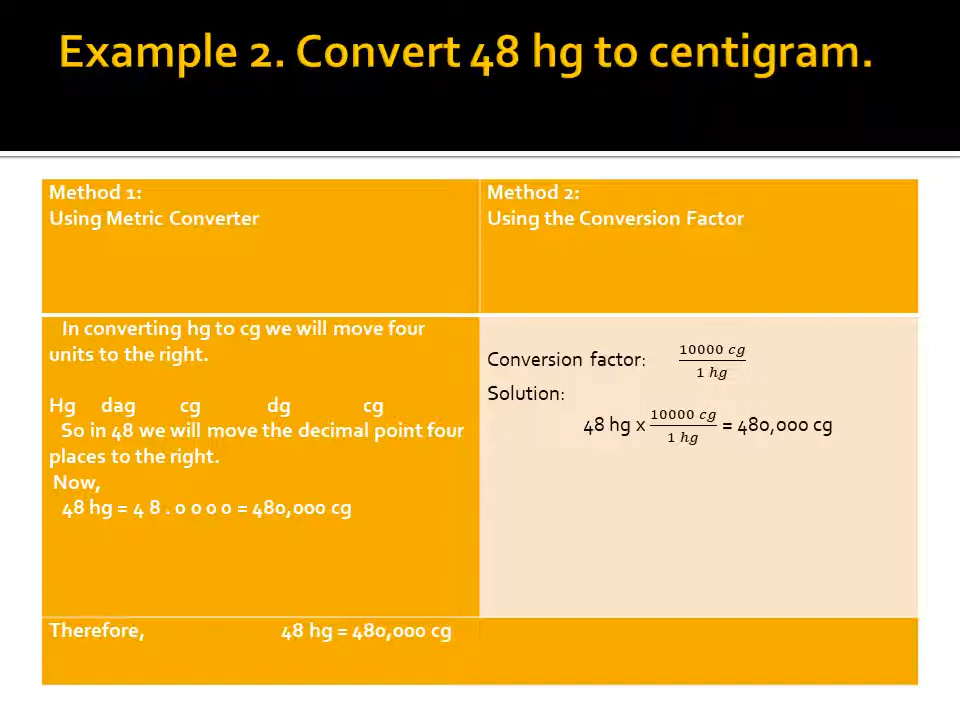 Example 2. Convert 48 hg to centigram.
Method 1:
Using Metric Converter
Method 2:
Using the Conversion Factor
In converting hg to cg we will move four
units to the right.
Hg dag cg dg cg
So in 48 we will move the decimal point four
places to the right.
Now,
48 hg = 4 8 . 0 0 0 0 = 480,000 cg
Conversion factor: 10000 cg / 1 hg
Solution:
48 hg x 10000 cg / 1 hg = 480,000 cg
Therefore, 48 hg = 480,000 cg